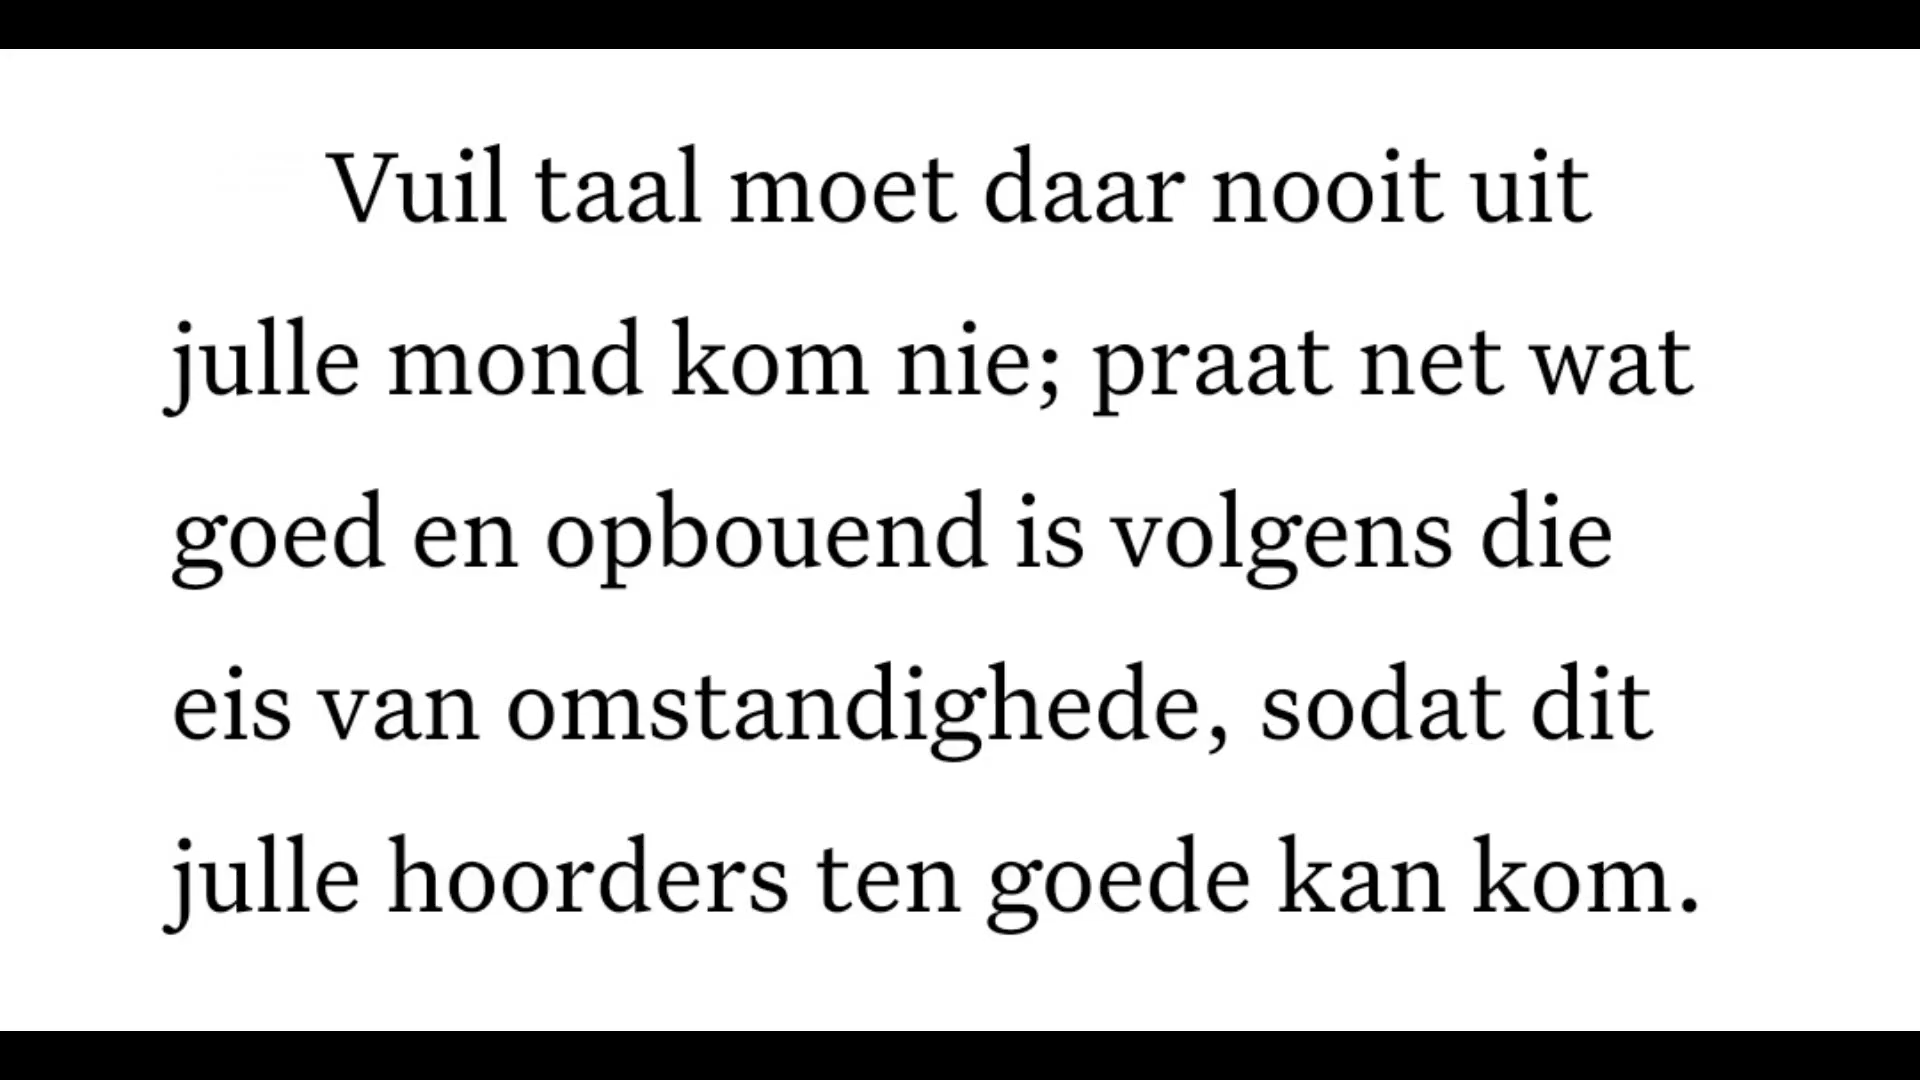 Vuil taal moet daar nooit uit
julle mond kom nie; praat net wat
goed en opbouend is volgens die
eis van omstandighede, sodat dit
julle hoorders ten goede kan kom.